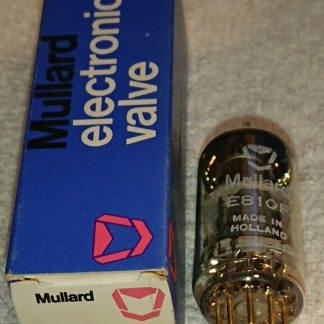 Mullard
electronic
valve
Mullard
Mullard
E810F
MADE IN
HOLLAND